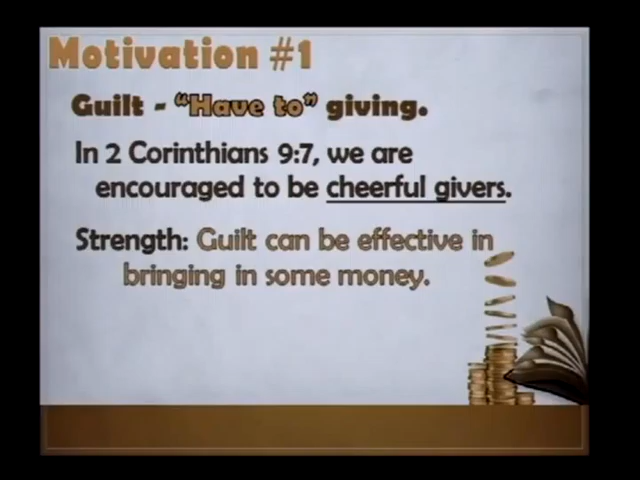 Motivation #1
Guilt - “Have to” giving.
In 2 Corinthians 9:7, we are
encouraged to be cheerful givers.
Strength: Guilt can be effective in
bringing in some money.